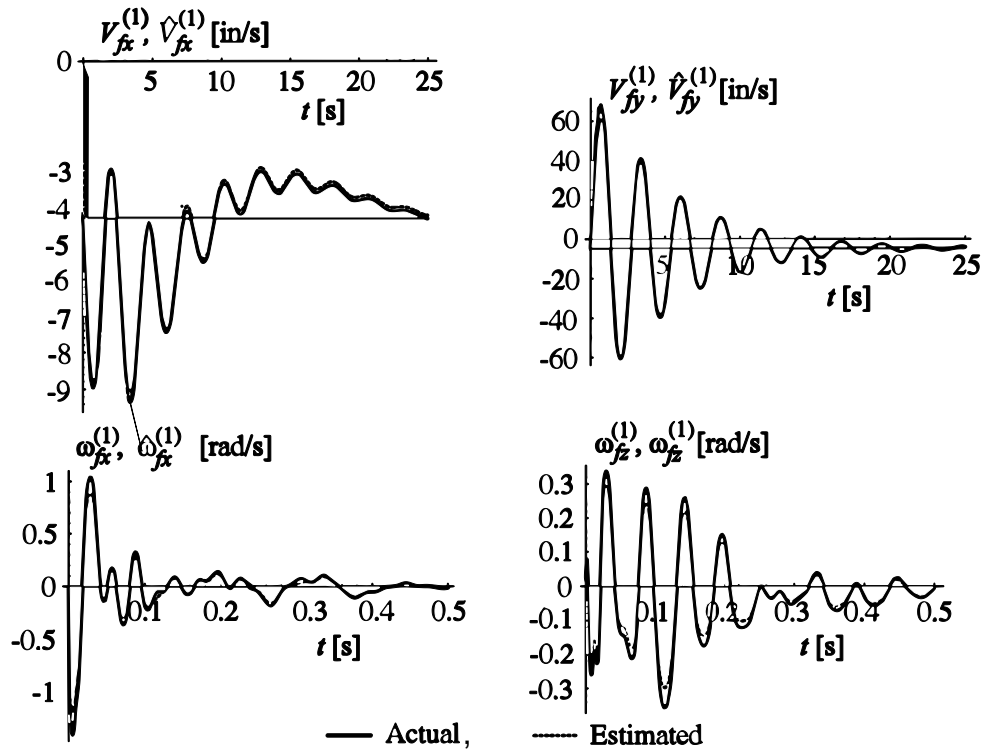 V_fx^(1), V̂_fx^(1) [in/s]
0
5 10 15 20 25
t [s]
-3
-4
-5
-6
-7
-8
-9
V_fy^(1), V̂_fy^(1) [in/s]
60
40
20
0
-20
-40
-60
5 10 15 20 25
t [s]
ω_fx^(1), ω̂_fx^(1) [rad/s]
1
0.5
0
-0.5
-1
0.1 0.2 0.3 0.4 0.5
t [s]
ω_fz^(1), ω_fz^(1) [rad/s]
0.3
0.2
0.1
0
-0.1
-0.2
-0.3
0.1 0.2 0.3 0.4 0.5
t [s]
Actual, Estimated